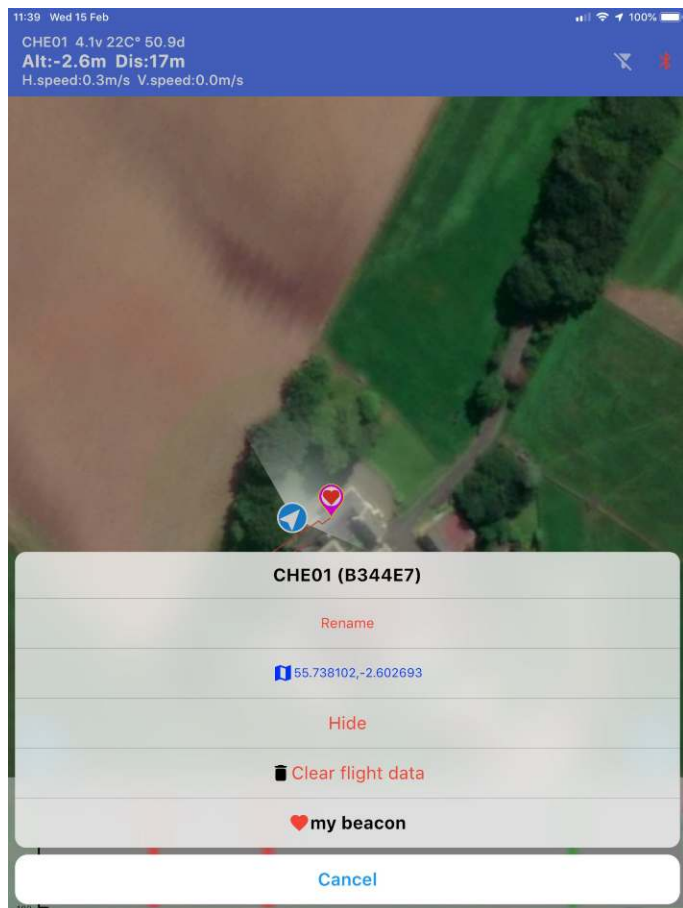 11:39 Wed 15 Feb
100%
CHE01 4.1v 22C° 50.9d
Alt:-2.6m Dis:17m
H.speed:0.3m/s V.speed:0.0m/s
CHE01 (B344E7)
Rename
55.738102,-2.602693
Hide
Clear flight data
my beacon
Cancel